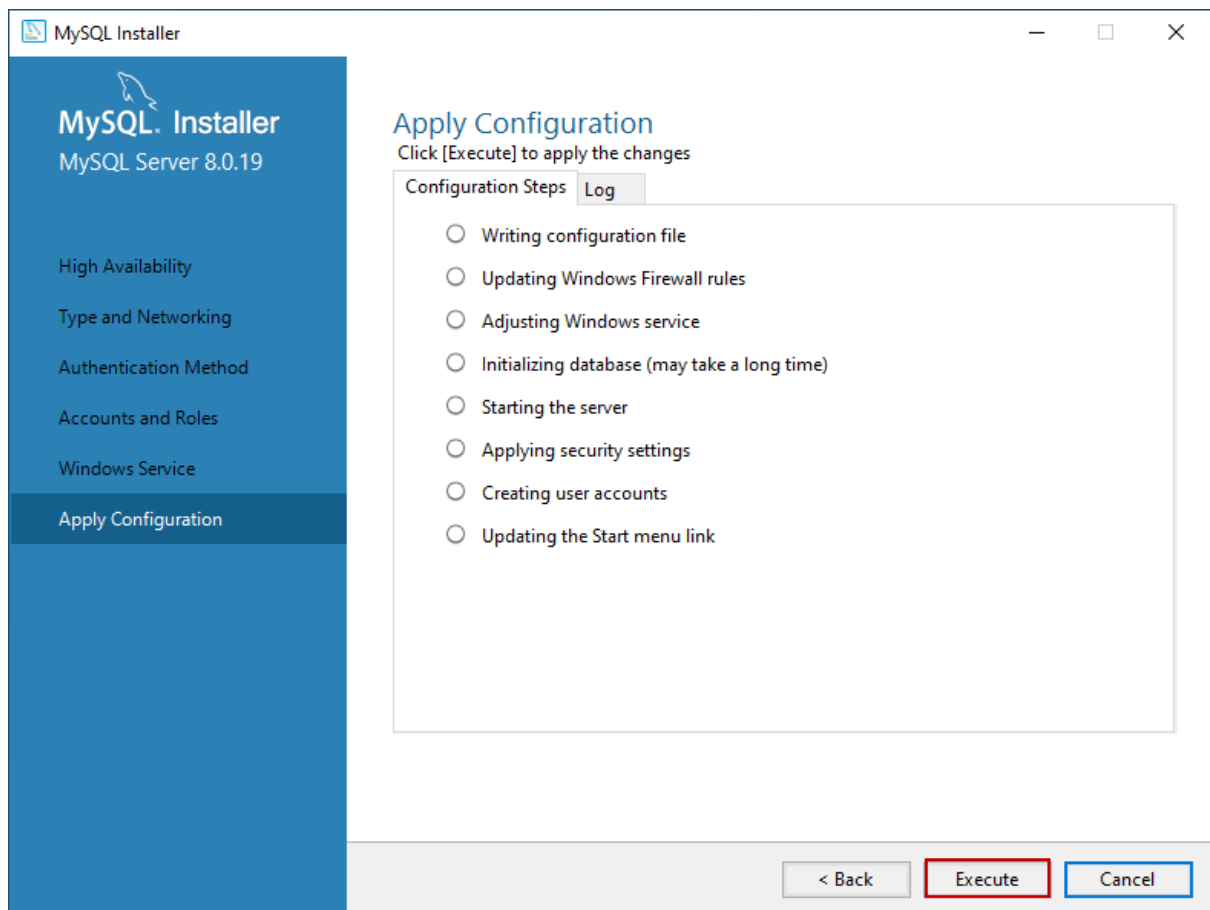 MySQL Installer
MySQL. Installer
MySQL Server 8.0.19
High Availability
Type and Networking
Authentication Method
Accounts and Roles
Windows Service
Apply Configuration
Apply Configuration
Click [Execute] to apply the changes
Configuration Steps Log
Writing configuration file
Updating Windows Firewall rules
Adjusting Windows service
Initializing database (may take a long time)
Starting the server
Applying security settings
Creating user accounts
Updating the Start menu link
< Back Execute Cancel